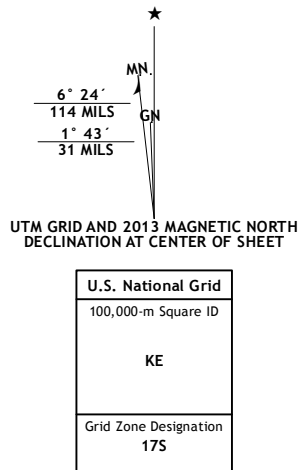 ★
MN.
GN
6° 24´
114 MILS
1° 43´
31 MILS
UTM GRID AND 2013 MAGNETIC NORTH
DECLINATION AT CENTER OF SHEET
U.S. National Grid
100,000-m Square ID
KE
Grid Zone Designation
17S